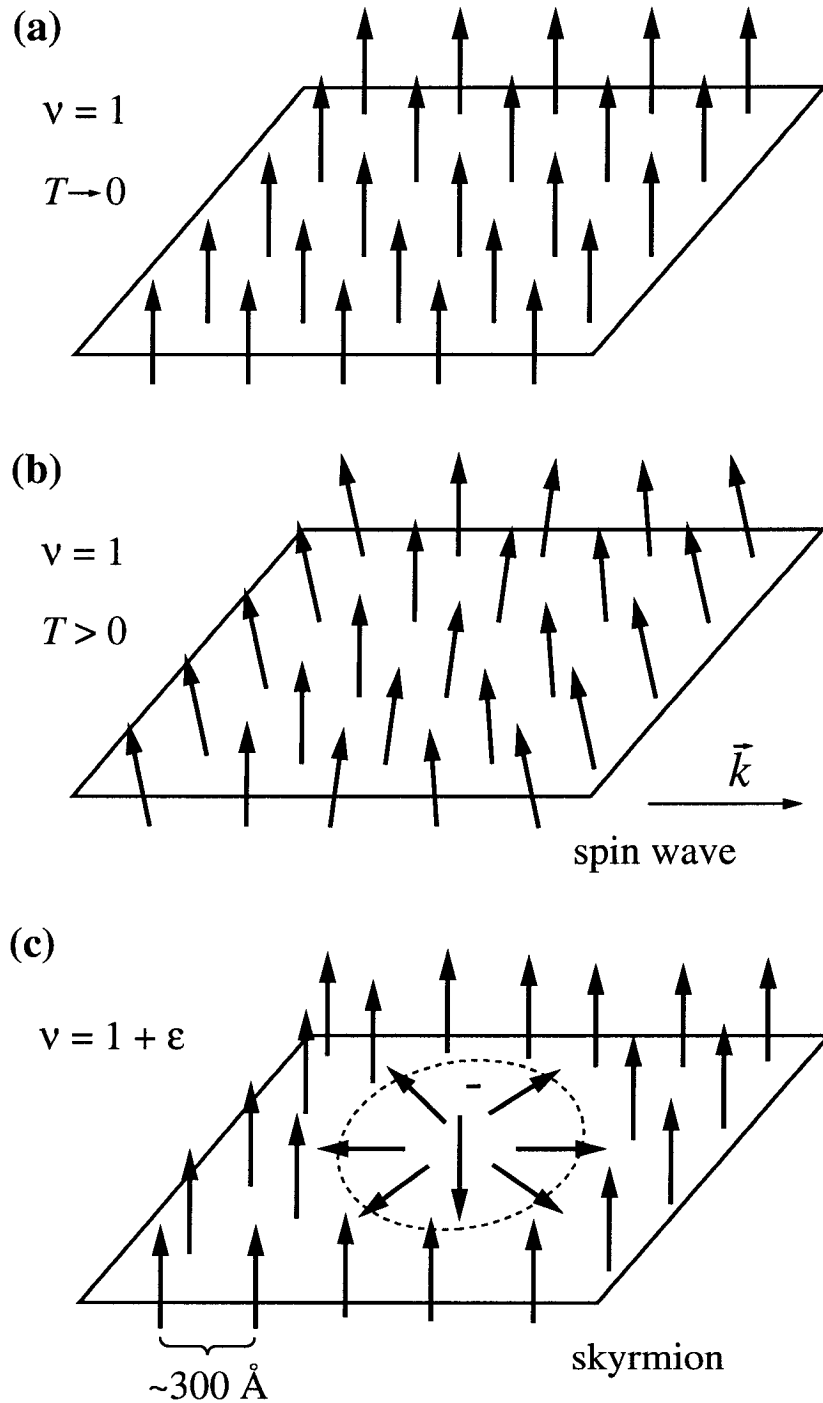 (a)
ν = 1
T→0
(b)
ν = 1
T > 0
k⃗
spin wave
(c)
ν = 1 + ε
–
skyrmion
~300 Å